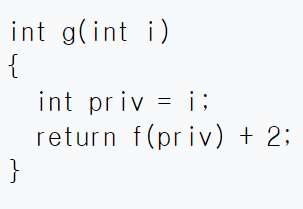 int g(int i)
{
  int priv = i;
  return f(priv) + 2;
}